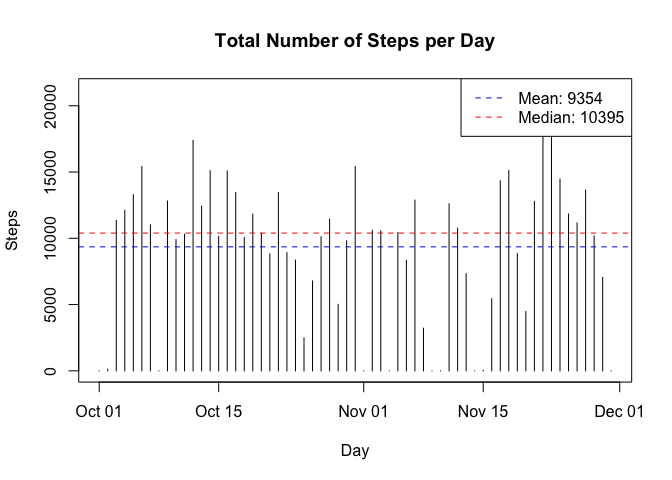 Total Number of Steps per Day
Mean: 9354
Median: 10395
Steps
20000
15000
10000
5000
0
Oct 01
Oct 15
Nov 01
Nov 15
Dec 01
Day